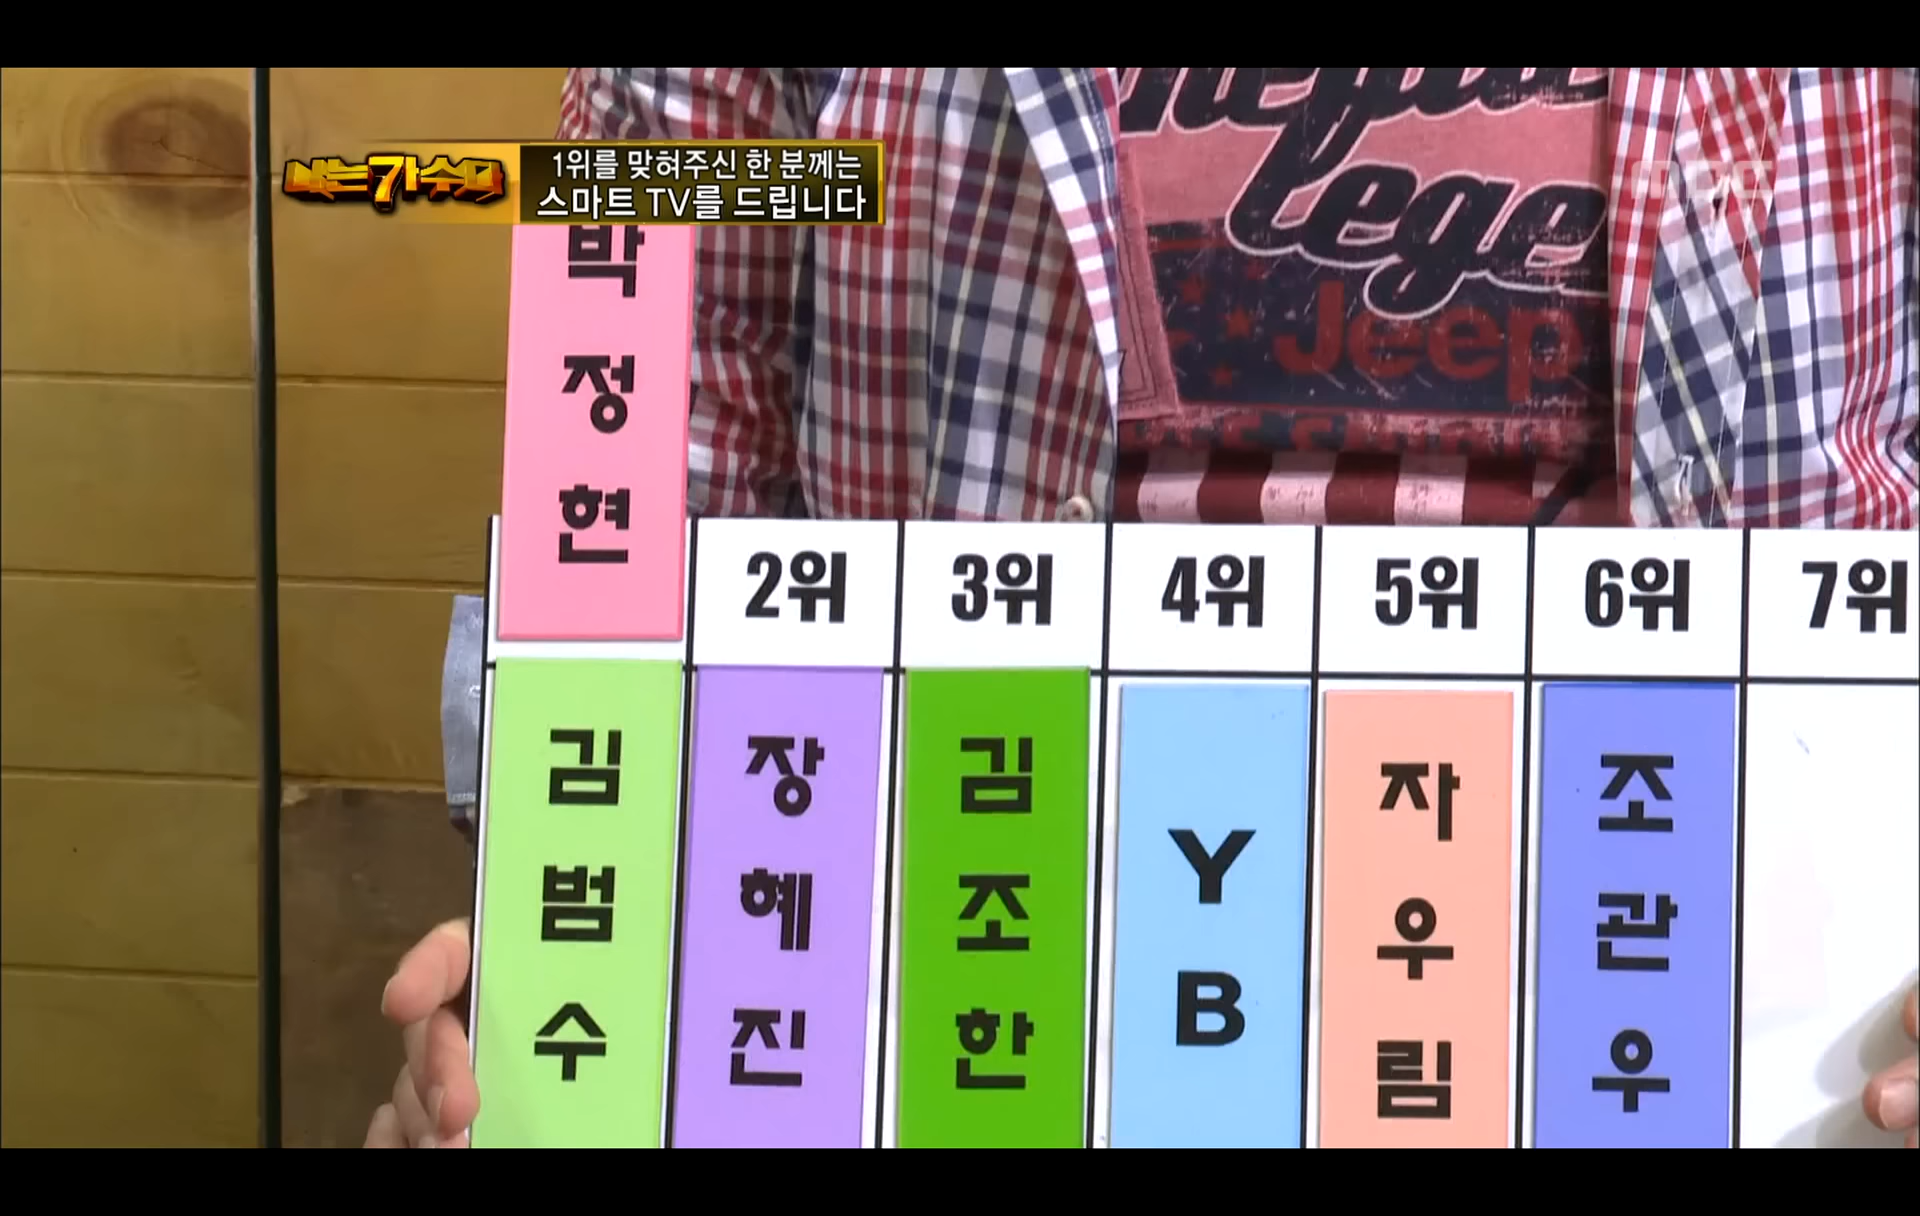 나는 가수다
1위를 맞혀주신 한 분께는
스마트 TV를 드립니다
MBC
lege
Jeep
박정현
2위
3위
4위
5위
6위
7위
김범수
장혜진
김조한
YB
자우림
조관우